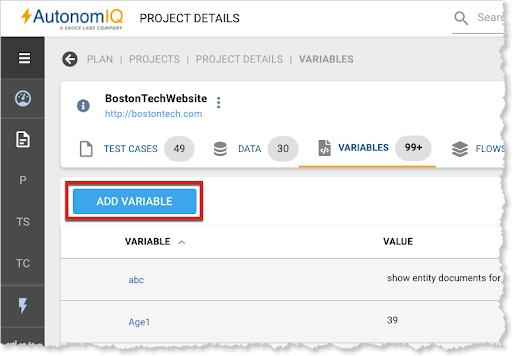 AutonomIQ
A SAUCE LABS COMPANY
PROJECT DETAILS
PLAN | PROJECTS | PROJECT DETAILS | VARIABLES
BostonTechWebsite
http://bostontech.com
TEST CASES 49 DATA 30 VARIABLES 99+ FLOWS
P
ADD VARIABLE
TS
VARIABLE VALUE
TC
abc show entity documents for
Age1 39